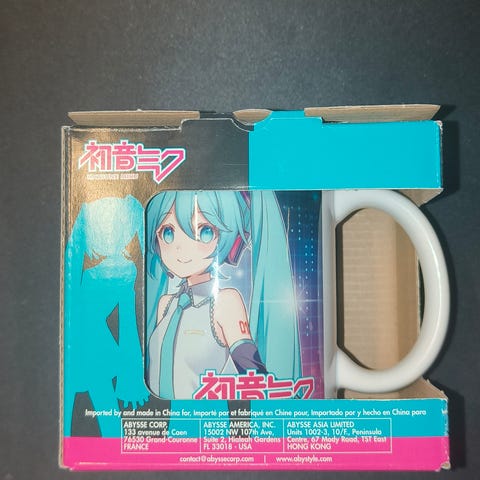 初音ミク
HATSUNE MIKU
01
初音ミク
Imported by and made in China for, Importé par et fabriqué en Chine pour, Importado por y hecho en China para
ABYSSE CORP.
133 avenue de Caen
76530 Grand-Couronne
FRANCE
ABYSSE AMERICA, INC.
15002 NW 107th Ave,
Suite 2, Hialeah Gardens
FL 33018 - USA
ABYSSE ASIA LIMITED
Units 1002-3, 10/F., Peninsula
Centre, 67 Mody Road, TST East
HONG KONG
contact@abyssecorp.com
www.abystyle.com